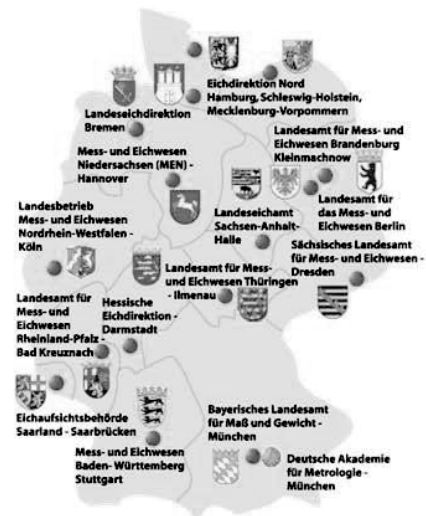 Eichdirektion Nord
Hamburg, Schleswig-Holstein,
Mecklenburg-Vorpommern
Landeseichdirektion
Bremen
Landesamt für Mess- und
Eichwesen Brandenburg
Kleinmachnow
Mess- und Eichwesen
Niedersachsen (MEN) -
Hannover
Landesamt für
das Mess- und
Eichwesen Berlin
Landeseichamt
Sachsen-Anhalt-
Halle
Landesbetrieb
Mess- und Eichwesen
Nordrhein-Westfalen -
Köln
Sächsisches Landesamt
für Mess- und Eichwesen -
Dresden
Landesamt für Mess-
und Eichwesen Thüringen
- Ilmenau
Landesamt für
Mess- und
Eichwesen
Rheinland-Pfalz -
Bad Kreuznach
Hessische
Eichdirektion -
Darmstadt
Eichaufsichtsbehörde
Saarland - Saarbrücken
Mess- und Eichwesen
Baden- Württemberg
Stuttgart
Bayerisches Landesamt
für Maß und Gewicht -
München
Deutsche Akademie
für Metrologie -
München